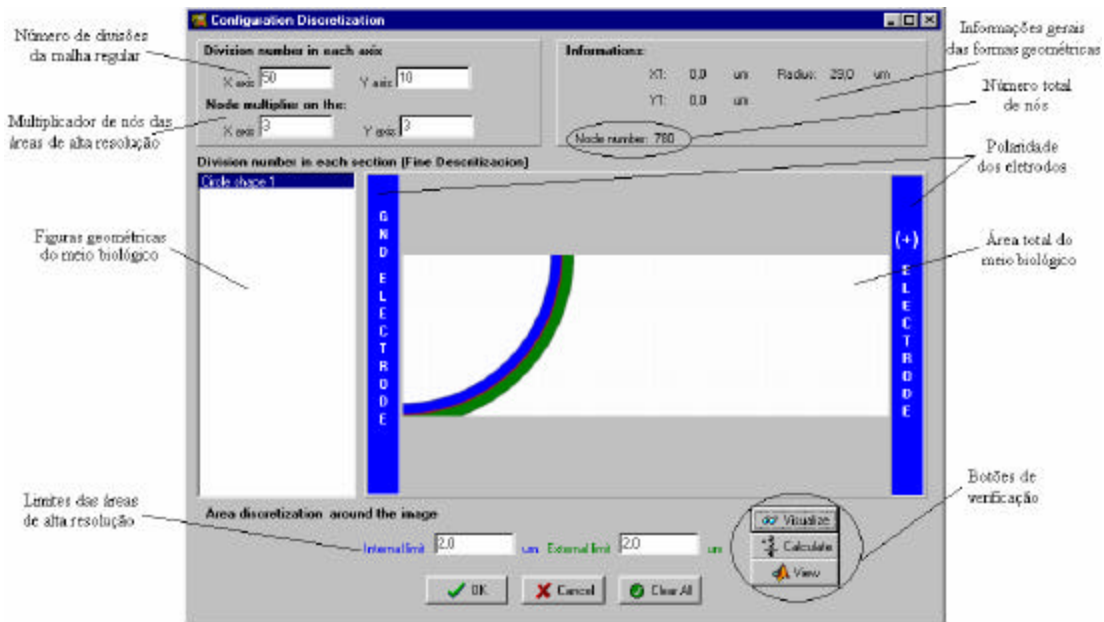 Configuration Discretization
Número de divisões
da malha regular
Multiplicador de nós das
áreas de alta resolução
Figuras geométricas
do meio biológico
Limites das áreas
de alta resolução
Division number in each axis
X axis 50
Y axis 10
Node multiplier on the:
X axis 3
Y axis 3
Informations:
XT: 0,0 um
Radius: 29,0 um
YT: 0,0 um
Node number: 780
Division number in each section (Fine Descritizacion)
Circle shape 1
GND ELECTRODE
(+) ELECTRODE
Area discretization around the image
Internal limit 2,0 um
External limit 2,0 um
Visualize
Calculate
View
OK
Cancel
Clear All
Informações gerais
das formas geométricas
Número total
de nós
Polaridade
dos eletrodos
Área total do
meio biológico
Botões de
verificação